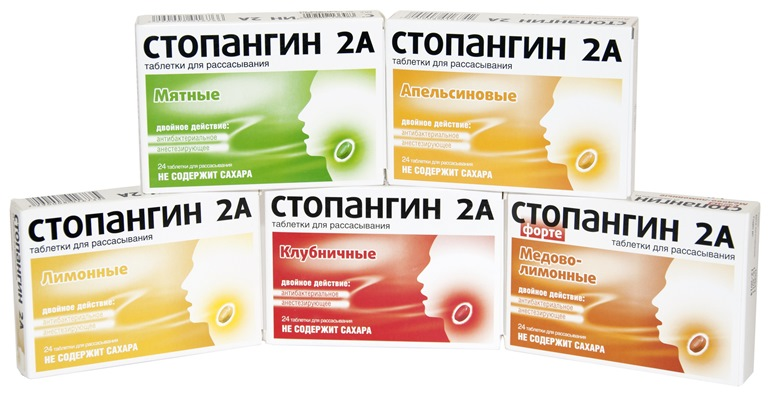 СТОПАНГИН 2А
таблетки для рассасывания
Мятные
двойное действие:
антибактериальное
анестезирующее
24 таблетки для рассасывания
НЕ СОДЕРЖИТ САХАРА
СТОПАНГИН 2А
таблетки для рассасывания
Апельсиновые
двойное действие:
антибактериальное
анестезирующее
24 таблетки для рассасывания
НЕ СОДЕРЖИТ САХАРА
СТОПАНГИН 2А
СТОПАНГИН 2А
таблетки для рассасывания
Лимонные
двойное действие:
антибактериальное
анестезирующее
24 таблетки для рассасывания
НЕ СОДЕРЖИТ САХАРА
СТОПАНГИН 2А
таблетки для рассасывания
Клубничные
двойное действие:
антибактериальное
анестезирующее
24 таблетки для рассасывания
НЕ СОДЕРЖИТ САХАРА
СТОПАНГИН 2А
форте
таблетки для рассасывания
Медово-
лимонные
двойное действие:
антибактериальное
анестезирующее
24 таблетки для рассасывания
НЕ СОДЕРЖИТ САХАРА
СТОПАНГИН 2А